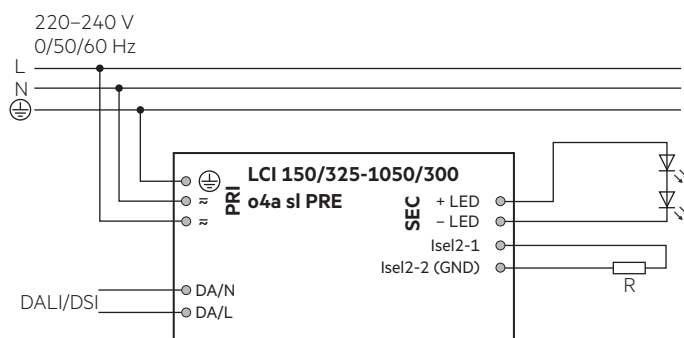 220–240 V
0/50/60 Hz
L
N
LCI 150/325-1050/300
o4a sl PRE
PRI
SEC
+ LED
– LED
Isel2-1
Isel2-2 (GND)
R
DALI/DSI
DA/N
DA/L